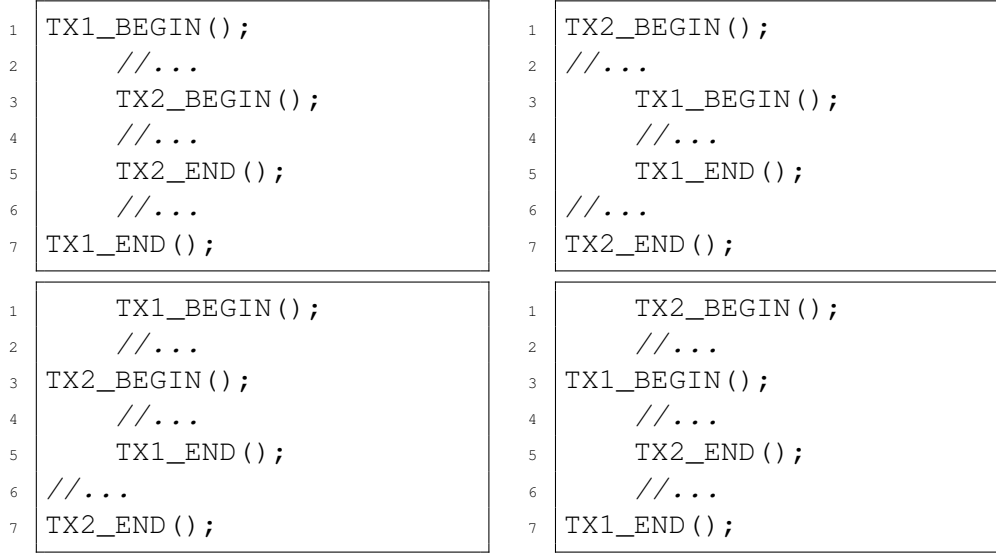 1 TX1_BEGIN();
2 //...
3 TX2_BEGIN();
4 //...
5 TX2_END();
6 //...
7 TX1_END();
1 TX2_BEGIN();
2 //...
3 TX1_BEGIN();
4 //...
5 TX1_END();
6 //...
7 TX2_END();
1 TX1_BEGIN();
2 //...
3 TX2_BEGIN();
4 //...
5 TX1_END();
6 //...
7 TX2_END();
1 TX2_BEGIN();
2 //...
3 TX1_BEGIN();
4 //...
5 TX2_END();
6 //...
7 TX1_END();